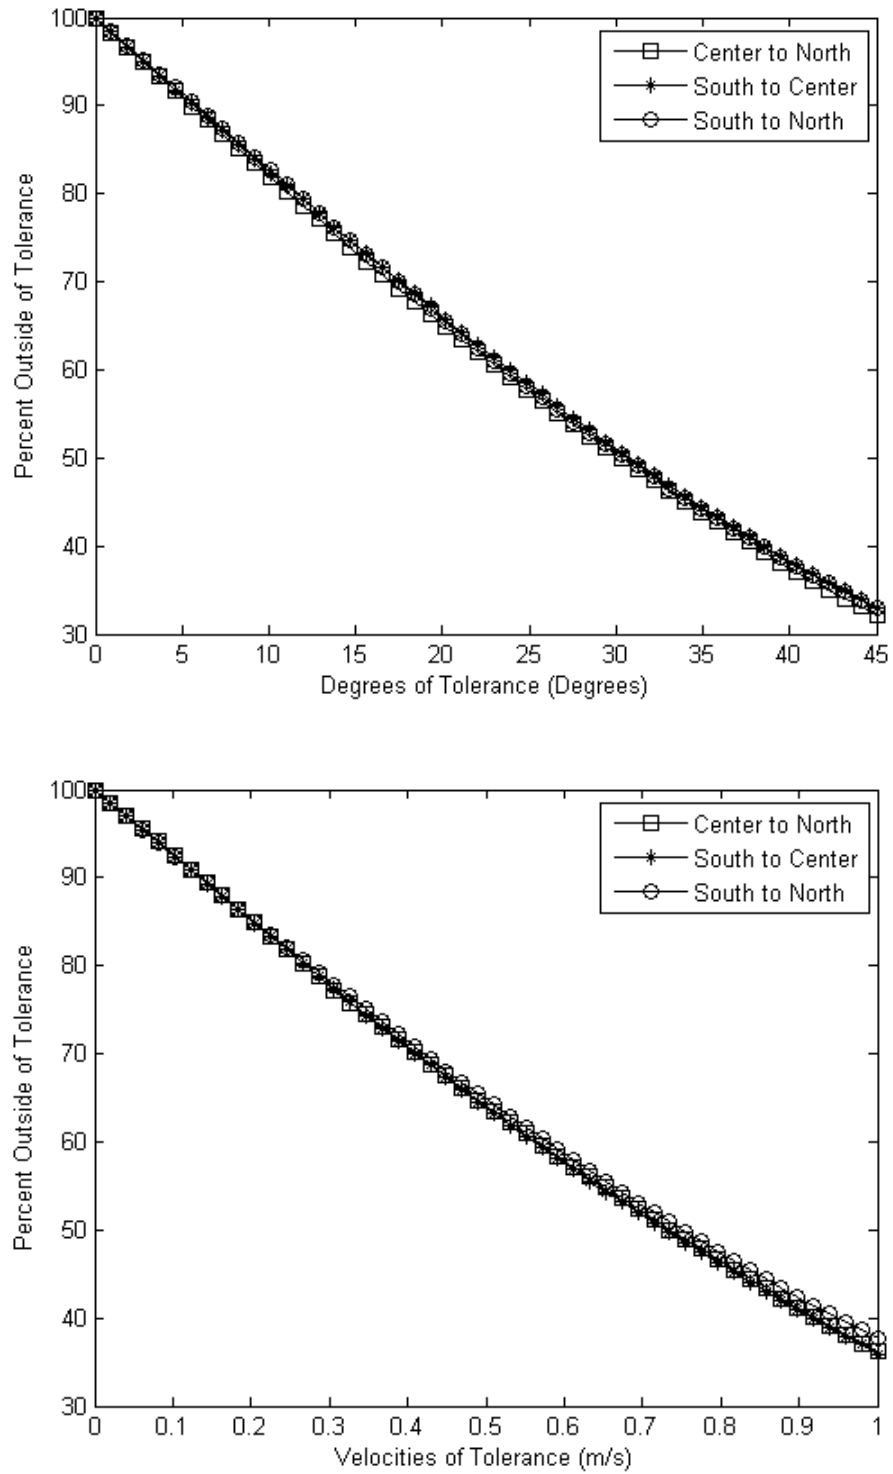 100
90
80
70
60
50
40
30
Percent Outside of Tolerance
Center to North
South to Center
South to North
0 5 10 15 20 25 30 35 40 45
Degrees of Tolerance (Degrees)
100
90
80
70
60
50
40
30
Percent Outside of Tolerance
Center to North
South to Center
South to North
0 0.1 0.2 0.3 0.4 0.5 0.6 0.7 0.8 0.9 1
Velocities of Tolerance (m/s)